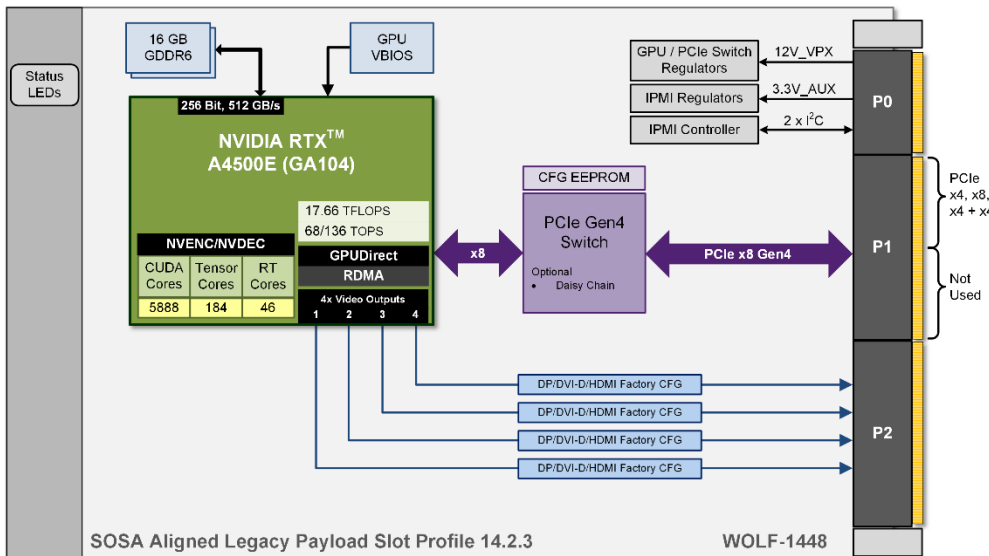 Status
LEDs
16 GB
GDDR6
GPU
VBIOS
256 Bit, 512 GB/s
NVIDIA RTX™
A4500E (GA104)
17.66 TFLOPS
68/136 TOPS
NVENC/NVDEC
CUDA
Cores
Tensor
Cores
RT
Cores
5888
184
46
GPUDirect
RDMA
4x Video Outputs
1 2 3 4
x8
CFG EEPROM
PCIe Gen4
Switch
Optional
• Daisy Chain
PCIe x8 Gen4
GPU / PCIe Switch
Regulators
12V_VPX
IPMI Regulators
3.3V_AUX
IPMI Controller
2 x I²C
P0
P1
P2
PCIe
x4, x8,
x4 + x4
Not
Used
DP/DVI-D/HDMI Factory CFG
DP/DVI-D/HDMI Factory CFG
DP/DVI-D/HDMI Factory CFG
DP/DVI-D/HDMI Factory CFG
SOSA Aligned Legacy Payload Slot Profile 14.2.3
WOLF-1448